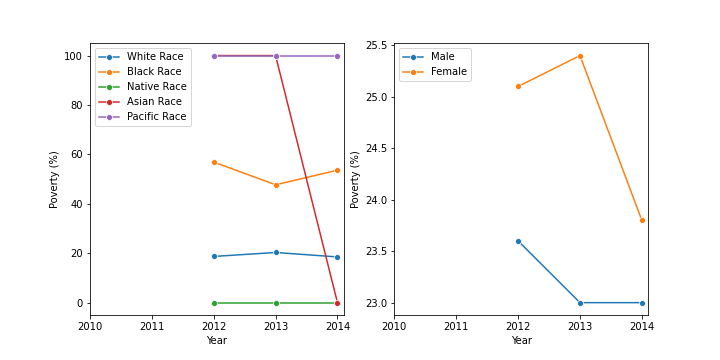 White Race
Black Race
Native Race
Asian Race
Pacific Race
100
80
60
40
20
0
Poverty (%)
2010 2011 2012 2013 2014
Year
Male
Female
25.5
25.0
24.5
24.0
23.5
23.0
Poverty (%)
2010 2011 2012 2013 2014
Year